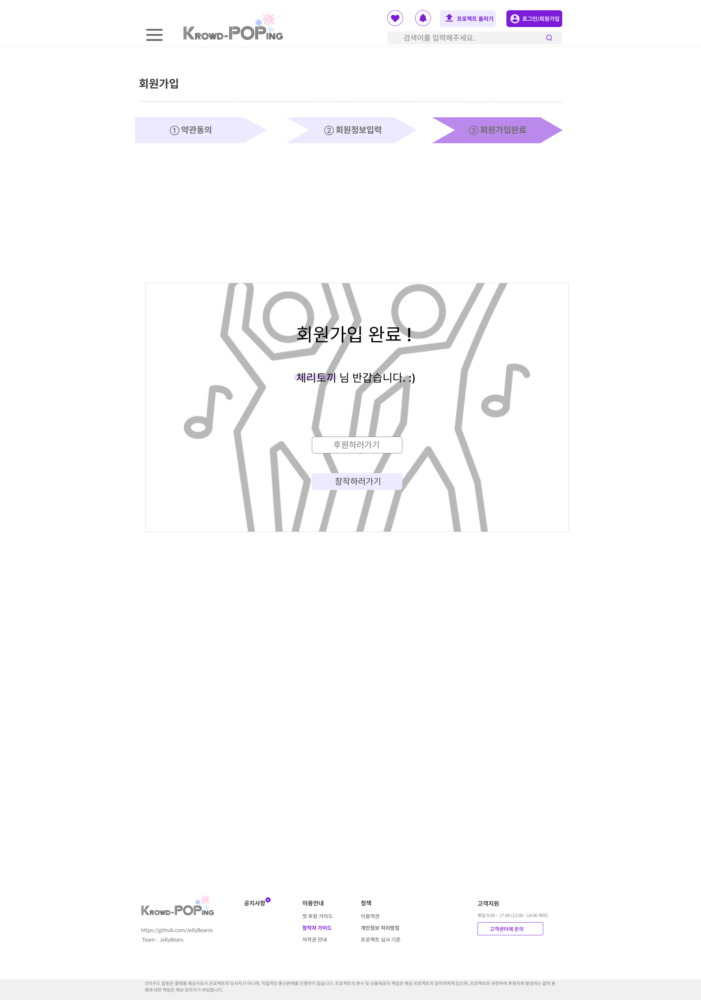 프로젝트 올리기
로그인/회원가입
KROWD=POPING
검색어를 입력해주세요.
회원가입
① 약관동의
② 회원정보입력
③ 회원가입완료
회원가입 완료 !
체리토끼 님 반갑습니다. :)
후원하러가기
창작하러가기
KROWD=POPING
https://github.com/JellyBearss
Team : JellyBears
공지사항 N
이용안내
첫 후원 가이드
창작자 가이드
저작권 안내
정책
이용약관
개인정보 처리방침
프로젝트 심사 기준
고객지원
평일 9:00 ~ 17:00 (12:00 ~14:00 제외)
고객센터에 문의
크라우드 팝핑은 플랫폼 제공자로서 프로젝트의 당사자가 아니며, 직접적인 통신판매를 진행하지 않습니다. 프로젝트의 완수 및 선물제공의 책임은 해당 프로젝트의 창작자에게 있으며, 프로젝트와 관련하여 후원자와 발생하는 법적 분
쟁에 대한 책임은 해당 창작자가 부담합니다.